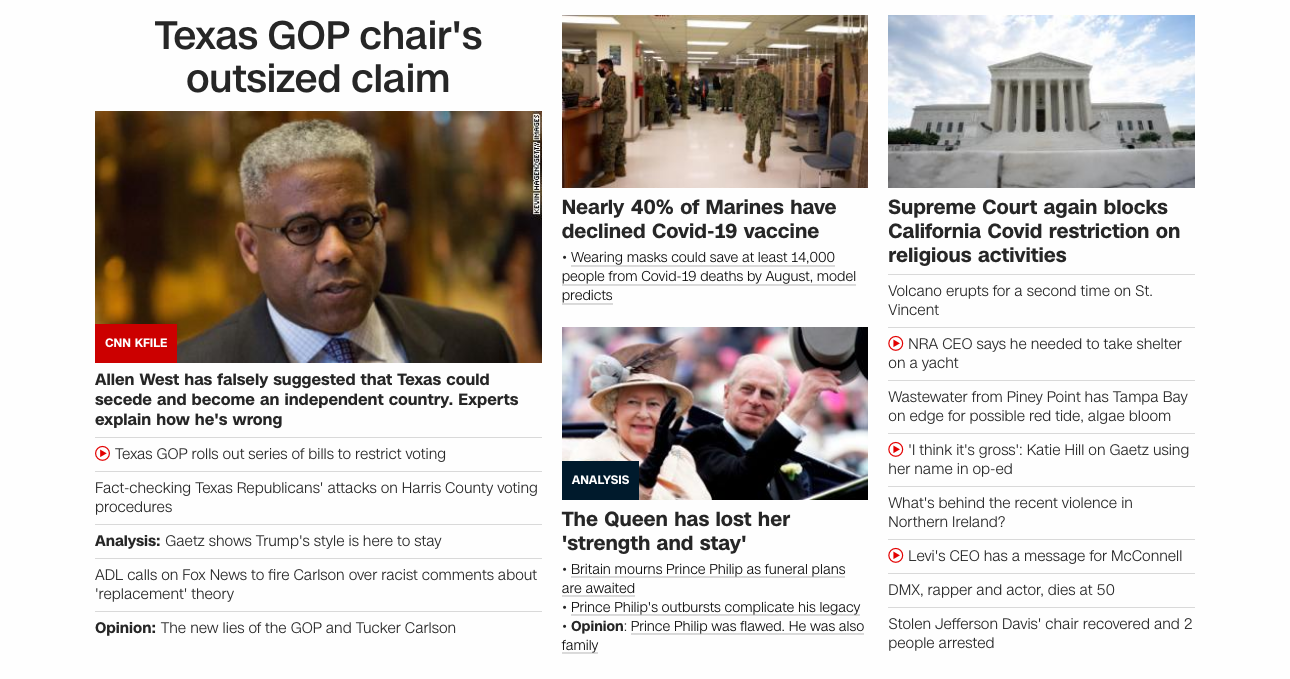 Texas GOP chair's
outsized claim
KEVIN HAGEN/GETTY IMAGES
CNN KFILE
Allen West has falsely suggested that Texas could
secede and become an independent country. Experts
explain how he's wrong
Texas GOP rolls out series of bills to restrict voting
Fact-checking Texas Republicans' attacks on Harris County voting
procedures
Analysis: Gaetz shows Trump's style is here to stay
ADL calls on Fox News to fire Carlson over racist comments about
'replacement' theory
Opinion: The new lies of the GOP and Tucker Carlson
Nearly 40% of Marines have
declined Covid-19 vaccine
• Wearing masks could save at least 14,000
people from Covid-19 deaths by August, model
predicts
ANALYSIS
The Queen has lost her
'strength and stay'
• Britain mourns Prince Philip as funeral plans
are awaited
• Prince Philip's outbursts complicate his legacy
• Opinion: Prince Philip was flawed. He was also
family
Supreme Court again blocks
California Covid restriction on
religious activities
Volcano erupts for a second time on St.
Vincent
NRA CEO says he needed to take shelter
on a yacht
Wastewater from Piney Point has Tampa Bay
on edge for possible red tide, algae bloom
'I think it's gross': Katie Hill on Gaetz using
her name in op-ed
What's behind the recent violence in
Northern Ireland?
Levi's CEO has a message for McConnell
DMX, rapper and actor, dies at 50
Stolen Jefferson Davis' chair recovered and 2
people arrested